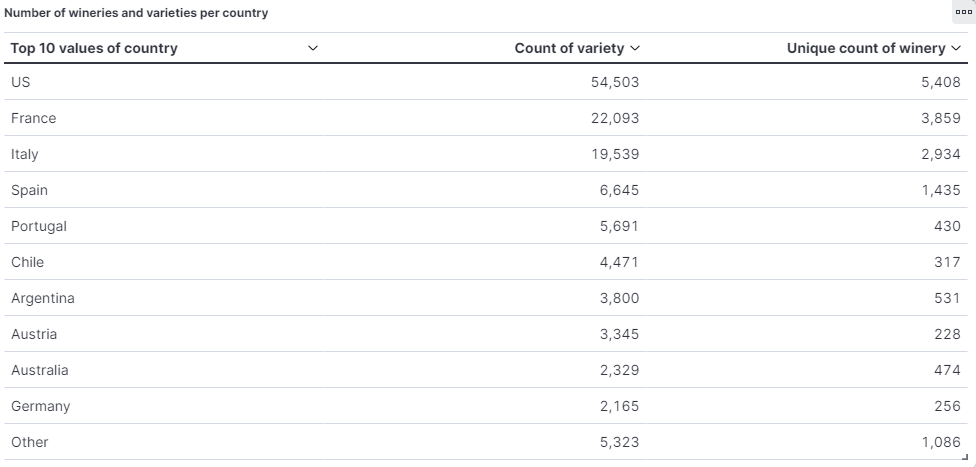 Number of wineries and varieties per country
Top 10 values of country Count of variety Unique count of winery
US 54,503 5,408
France 22,093 3,859
Italy 19,539 2,934
Spain 6,645 1,435
Portugal 5,691 430
Chile 4,471 317
Argentina 3,800 531
Austria 3,345 228
Australia 2,329 474
Germany 2,165 256
Other 5,323 1,086